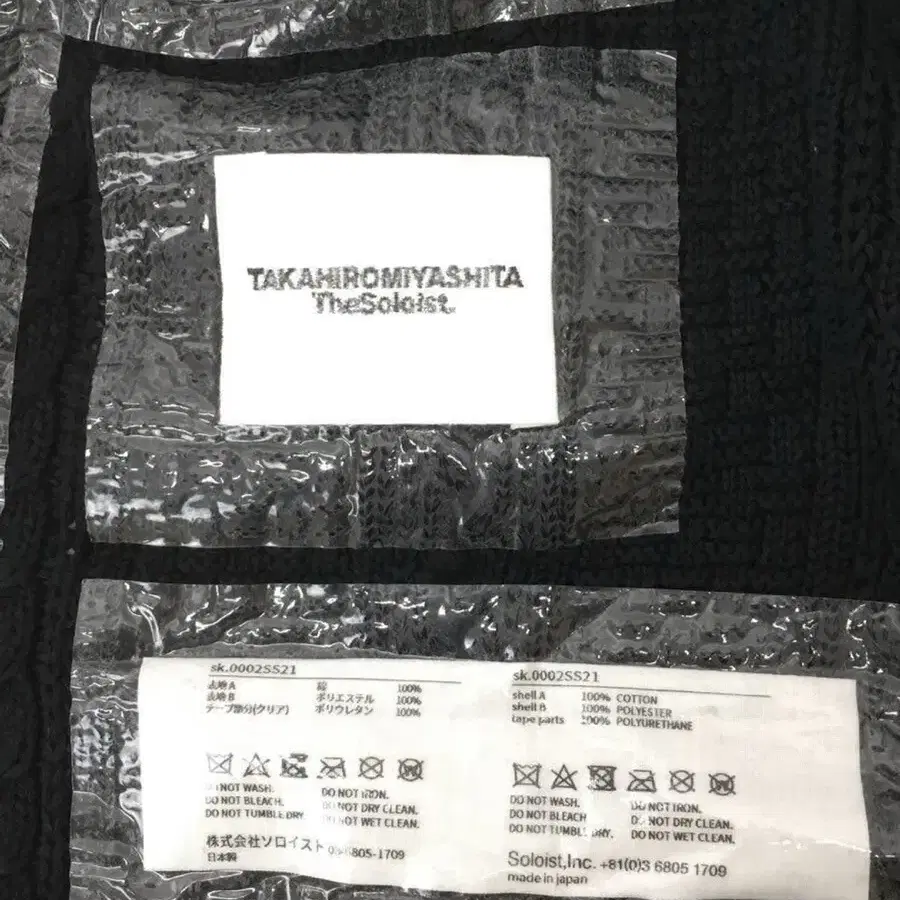 TAKAHIROMIYASHITA
TheSoloist.
sk.0002SS21
表地A 綿 100%
表地B ポリエステル 100%
テープ部分(クリア) ポリウレタン 100%
DO NOT WASH. DO NOT IRON.
DO NOT BLEACH. DO NOT DRY CLEAN.
DO NOT TUMBLE DRY. DO NOT WET CLEAN.
株式会社ソロイスト 03-6805-1709
日本製
sk.0002SS21
shell A 100% COTTON
shell B 100% POLYESTER
tape parts 100% POLYURETHANE
DO NOT WASH. DO NOT IRON.
DO NOT BLEACH DO NOT DRY CLEAN.
DO NOT TUMBLE DRY. DO NOT WET CLEAN.
Soloist,Inc. +81(0)3 6805 1709
made in japan